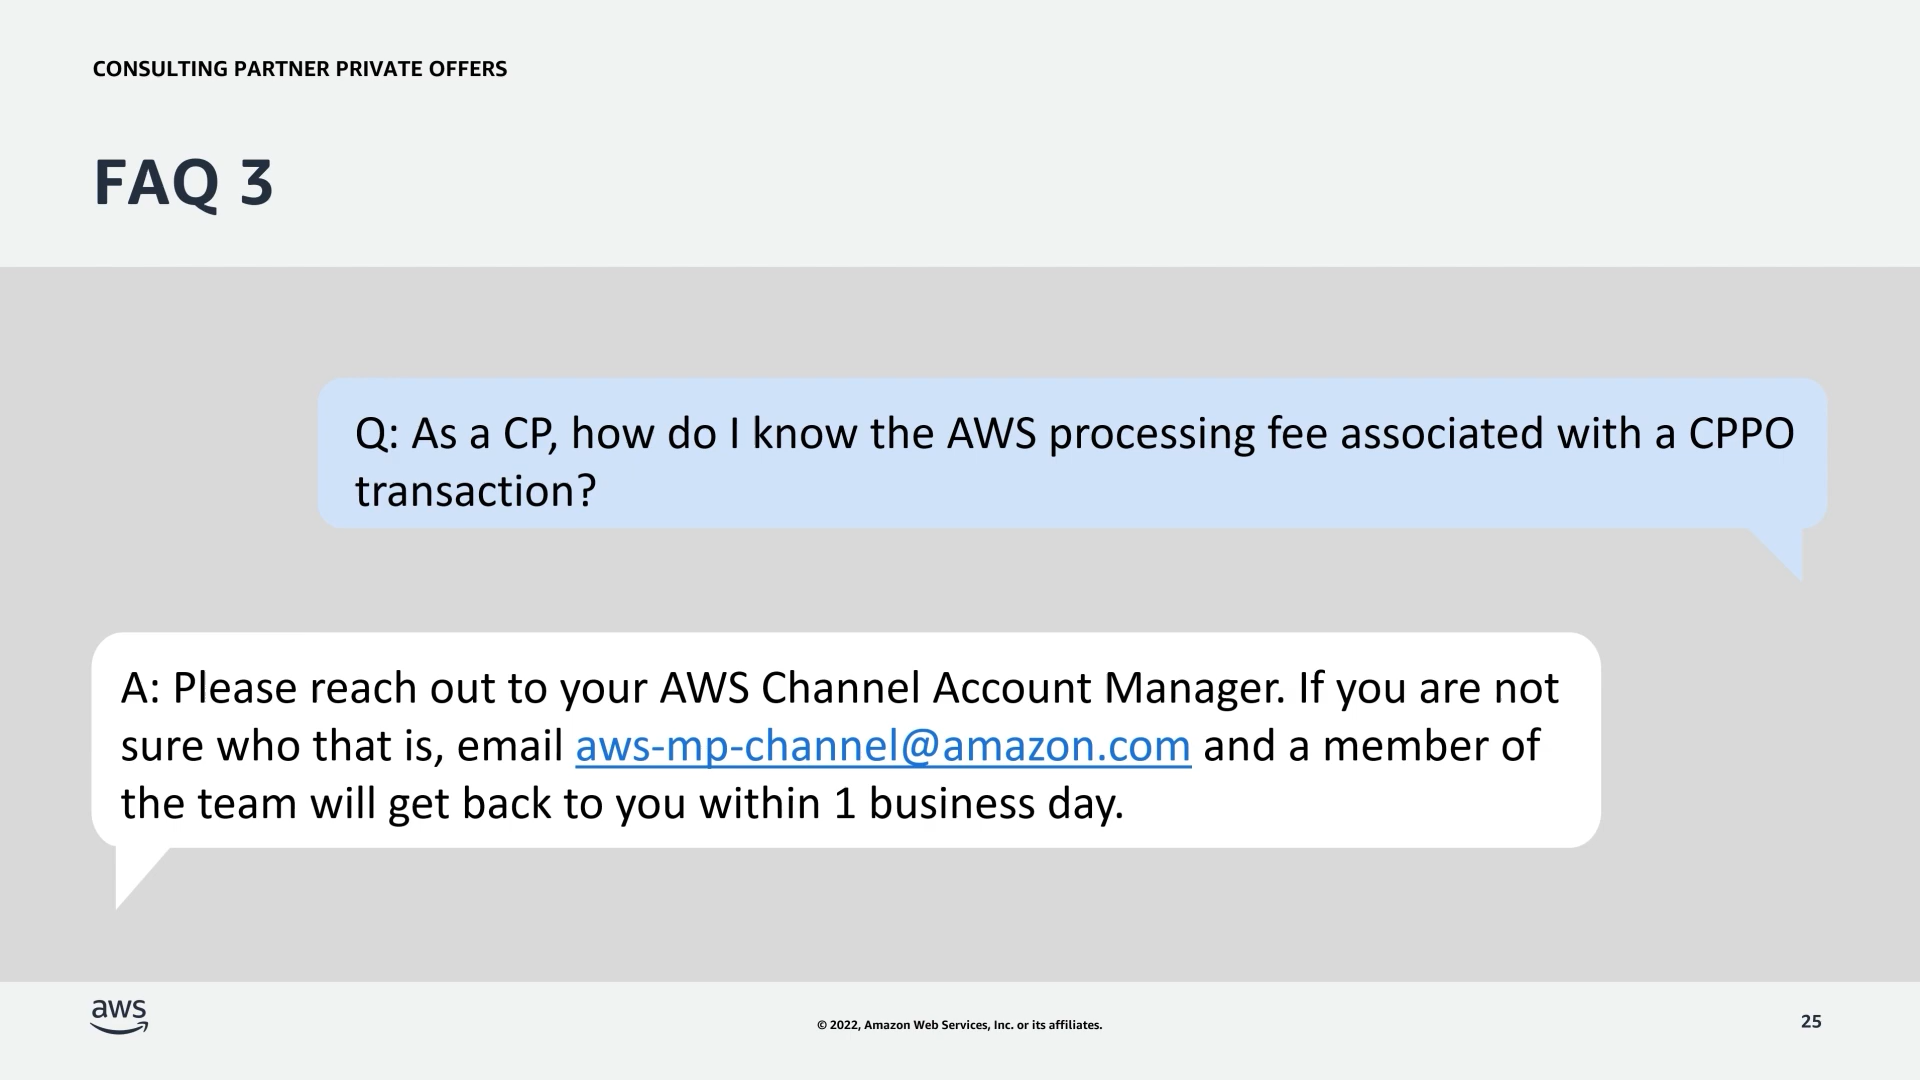 CONSULTING PARTNER PRIVATE OFFERS
FAQ 3
Q: As a CP, how do I know the AWS processing fee associated with a CPPO
transaction?
A: Please reach out to your AWS Channel Account Manager. If you are not
sure who that is, email aws-mp-channel@amazon.com and a member of
the team will get back to you within 1 business day.
aws
© 2022, Amazon Web Services, Inc. or its affiliates.
25